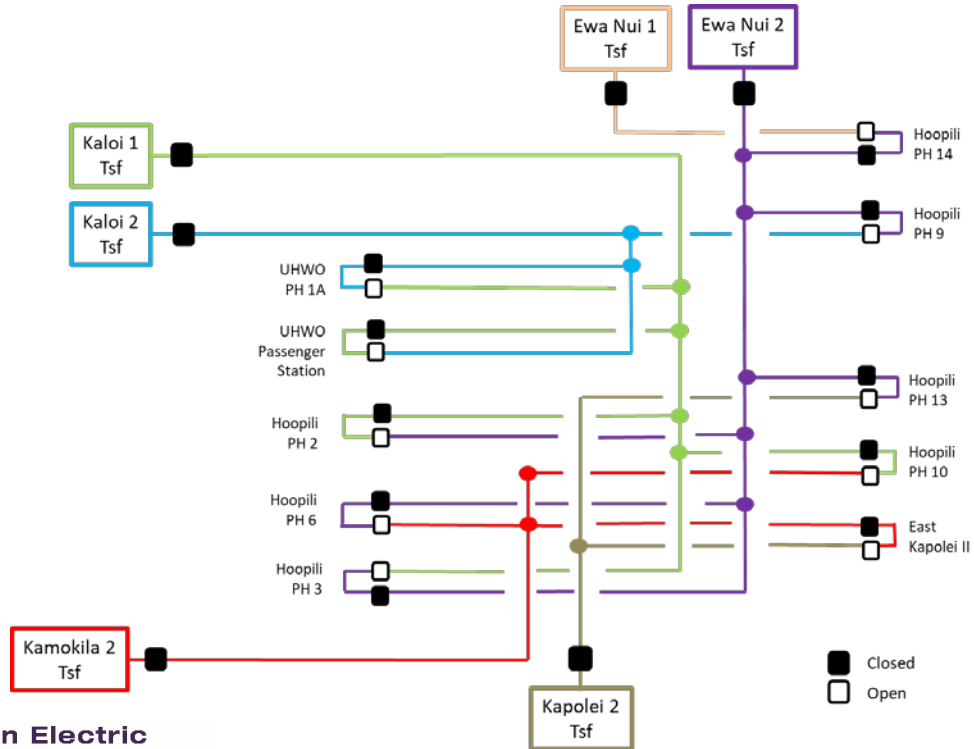 Ewa Nui 1
Tsf
Ewa Nui 2
Tsf
Kaloi 1
Tsf
Hoopili
PH 14
Kaloi 2
Tsf
Hoopili
PH 9
UHWO
PH 1A
UHWO
Passenger
Station
Hoopili
PH 13
Hoopili
PH 2
Hoopili
PH 10
Hoopili
PH 6
East
Kapolei II
Hoopili
PH 3
Kamokila 2
Tsf
Closed
Open
Kapolei 2
Tsf
n Electric